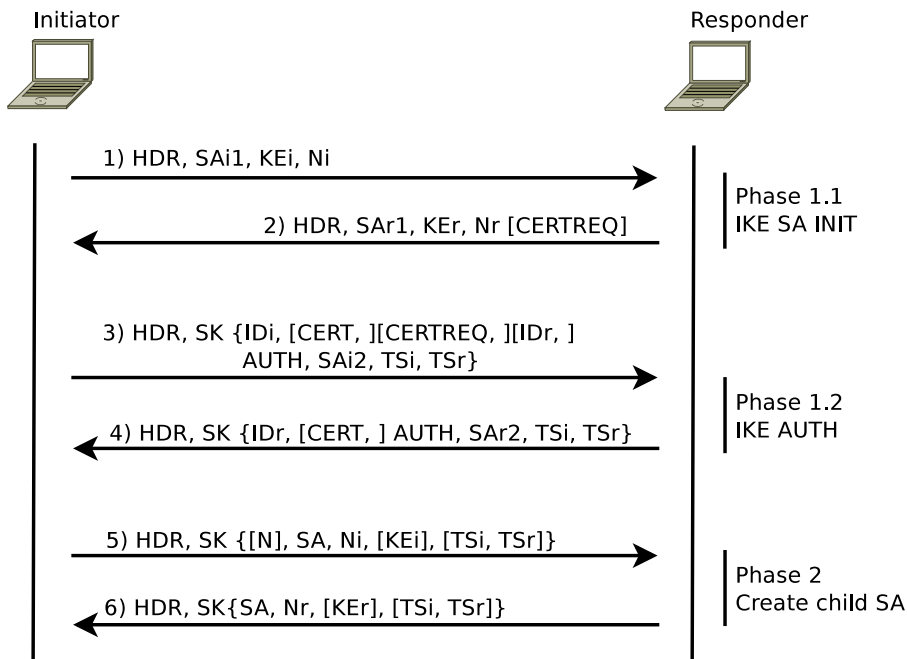 Initiator
Responder
1) HDR, SAi1, KEi, Ni
Phase 1.1
IKE SA INIT
2) HDR, SAr1, KEr, Nr [CERTREQ]
3) HDR, SK {IDi, [CERT, ][CERTREQ, ][IDr, ]
AUTH, SAi2, TSi, TSr}
Phase 1.2
IKE AUTH
4) HDR, SK {IDr, [CERT, ] AUTH, SAr2, TSi, TSr}
5) HDR, SK {[N], SA, Ni, [KEi], [TSi, TSr]}
Phase 2
Create child SA
6) HDR, SK{SA, Nr, [KEr], [TSi, TSr]}